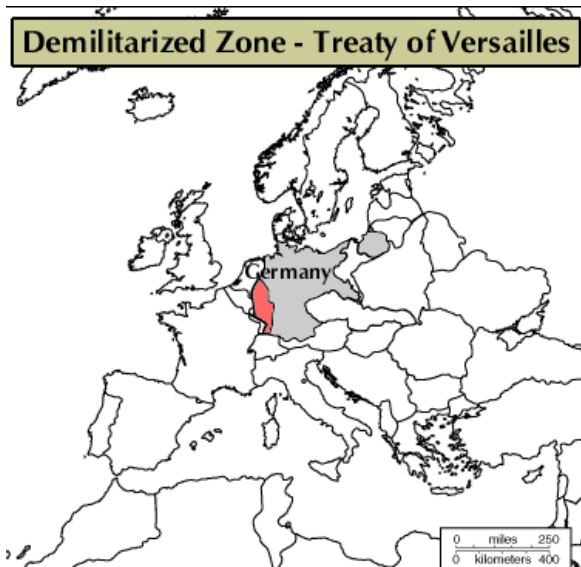 Demilitarized Zone - Treaty of Versailles
Germany
0 miles 250
0 kilometers 400